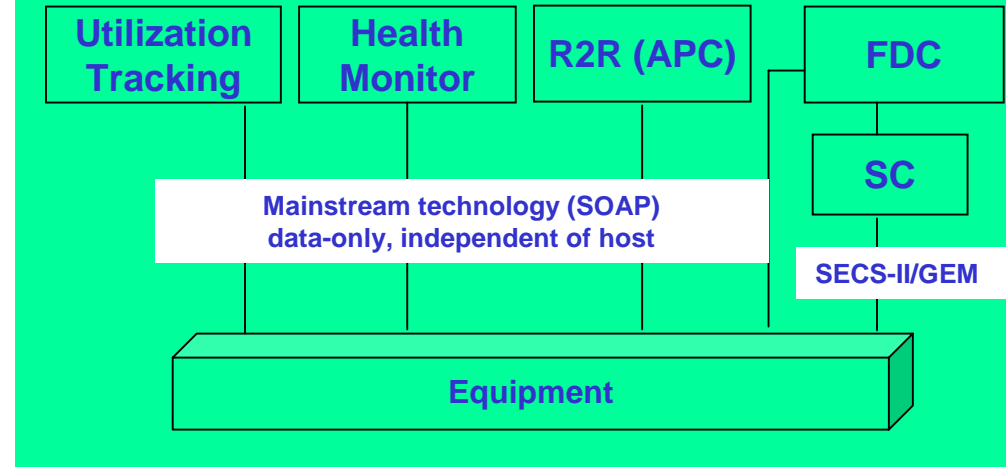 Utilization
Tracking
Health
Monitor
R2R (APC)
FDC
SC
Mainstream technology (SOAP)
data-only, independent of host
SECS-II/GEM
Equipment